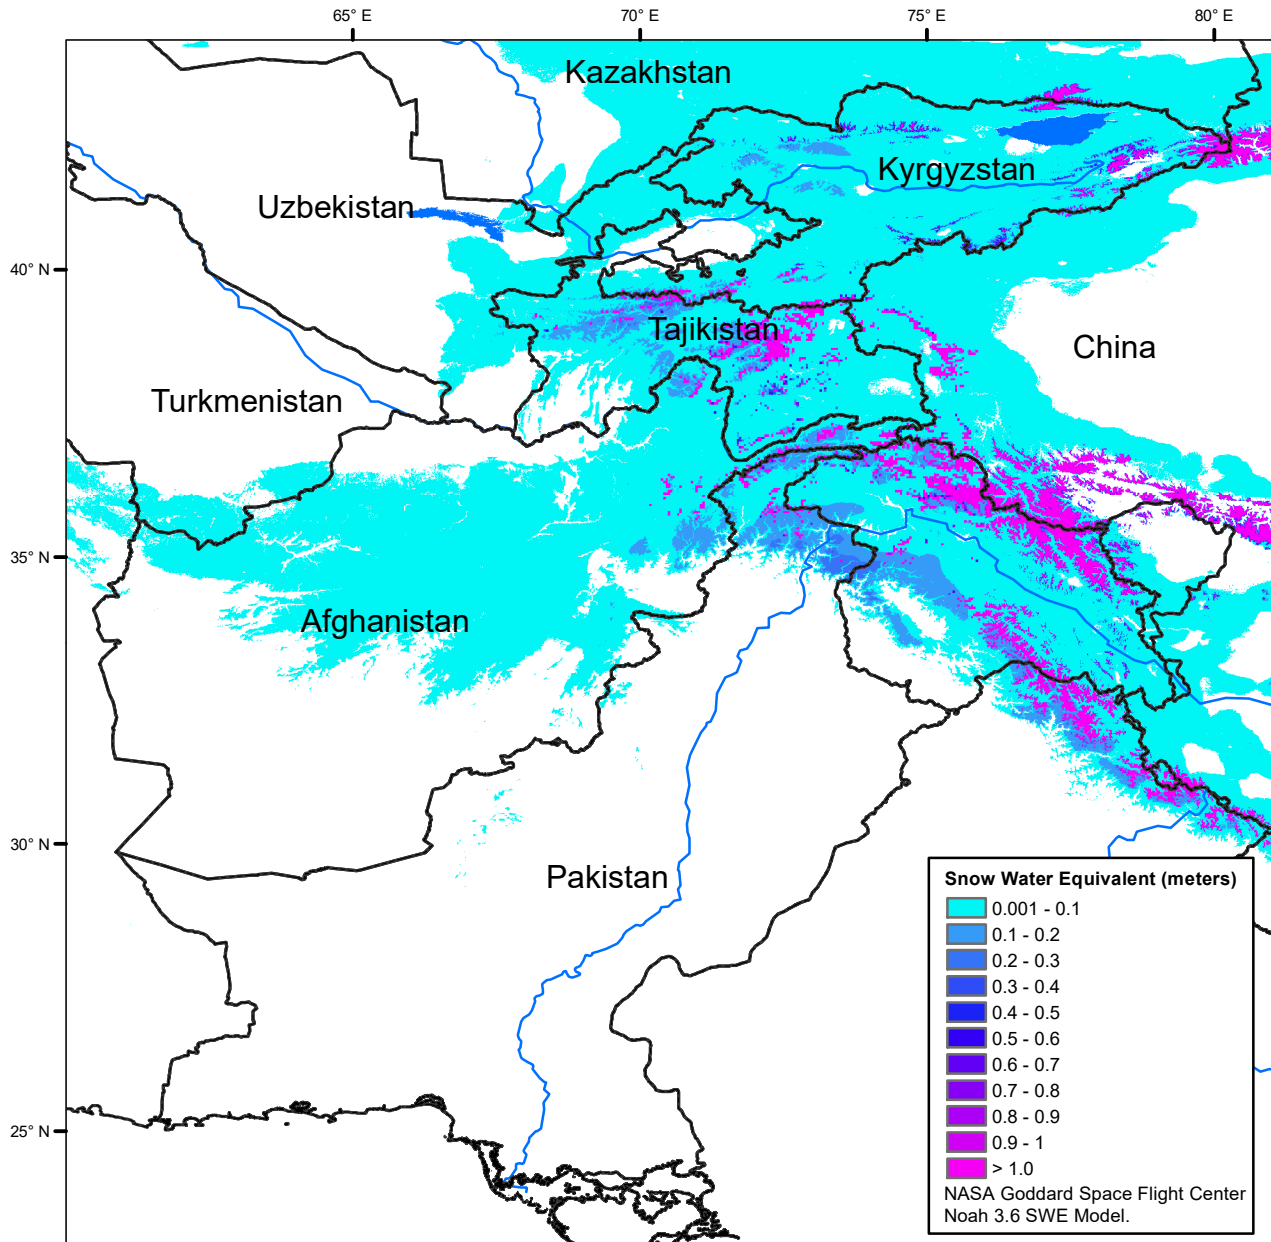 65° E
70° E
75° E
80° E
Kazakhstan
Kyrgyzstan
Uzbekistan
40° N
Tajikistan
China
Turkmenistan
35° N
Afghanistan
30° N
Pakistan
25° N
Snow Water Equivalent (meters)
0.001 - 0.1
0.1 - 0.2
0.2 - 0.3
0.3 - 0.4
0.4 - 0.5
0.5 - 0.6
0.6 - 0.7
0.7 - 0.8
0.8 - 0.9
0.9 - 1
> 1.0
NASA Goddard Space Flight Center
Noah 3.6 SWE Model.